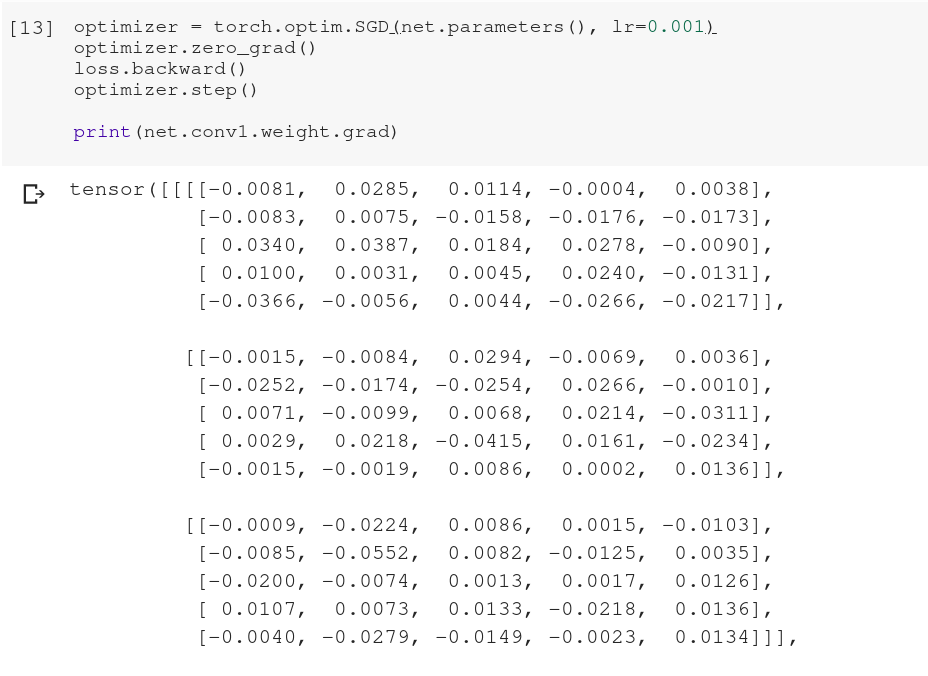 [13] optimizer = torch.optim.SGD(net.parameters(), lr=0.001)
optimizer.zero_grad()
loss.backward()
optimizer.step()
print(net.conv1.weight.grad)
tensor([[[[-0.0081,  0.0285,  0.0114, -0.0004,  0.0038],
[-0.0083,  0.0075, -0.0158, -0.0176, -0.0173],
[ 0.0340,  0.0387,  0.0184,  0.0278, -0.0090],
[ 0.0100,  0.0031,  0.0045,  0.0240, -0.0131],
[-0.0366, -0.0056,  0.0044, -0.0266, -0.0217]],
[[-0.0015, -0.0084,  0.0294, -0.0069,  0.0036],
[-0.0252, -0.0174, -0.0254,  0.0266, -0.0010],
[ 0.0071, -0.0099,  0.0068,  0.0214, -0.0311],
[ 0.0029,  0.0218, -0.0415,  0.0161, -0.0234],
[-0.0015, -0.0019,  0.0086,  0.0002,  0.0136]],
[[-0.0009, -0.0224,  0.0086,  0.0015, -0.0103],
[-0.0085, -0.0552,  0.0082, -0.0125,  0.0035],
[-0.0200, -0.0074,  0.0013,  0.0017,  0.0126],
[ 0.0107,  0.0073,  0.0133, -0.0218,  0.0136],
[-0.0040, -0.0279, -0.0149, -0.0023,  0.0134]]],